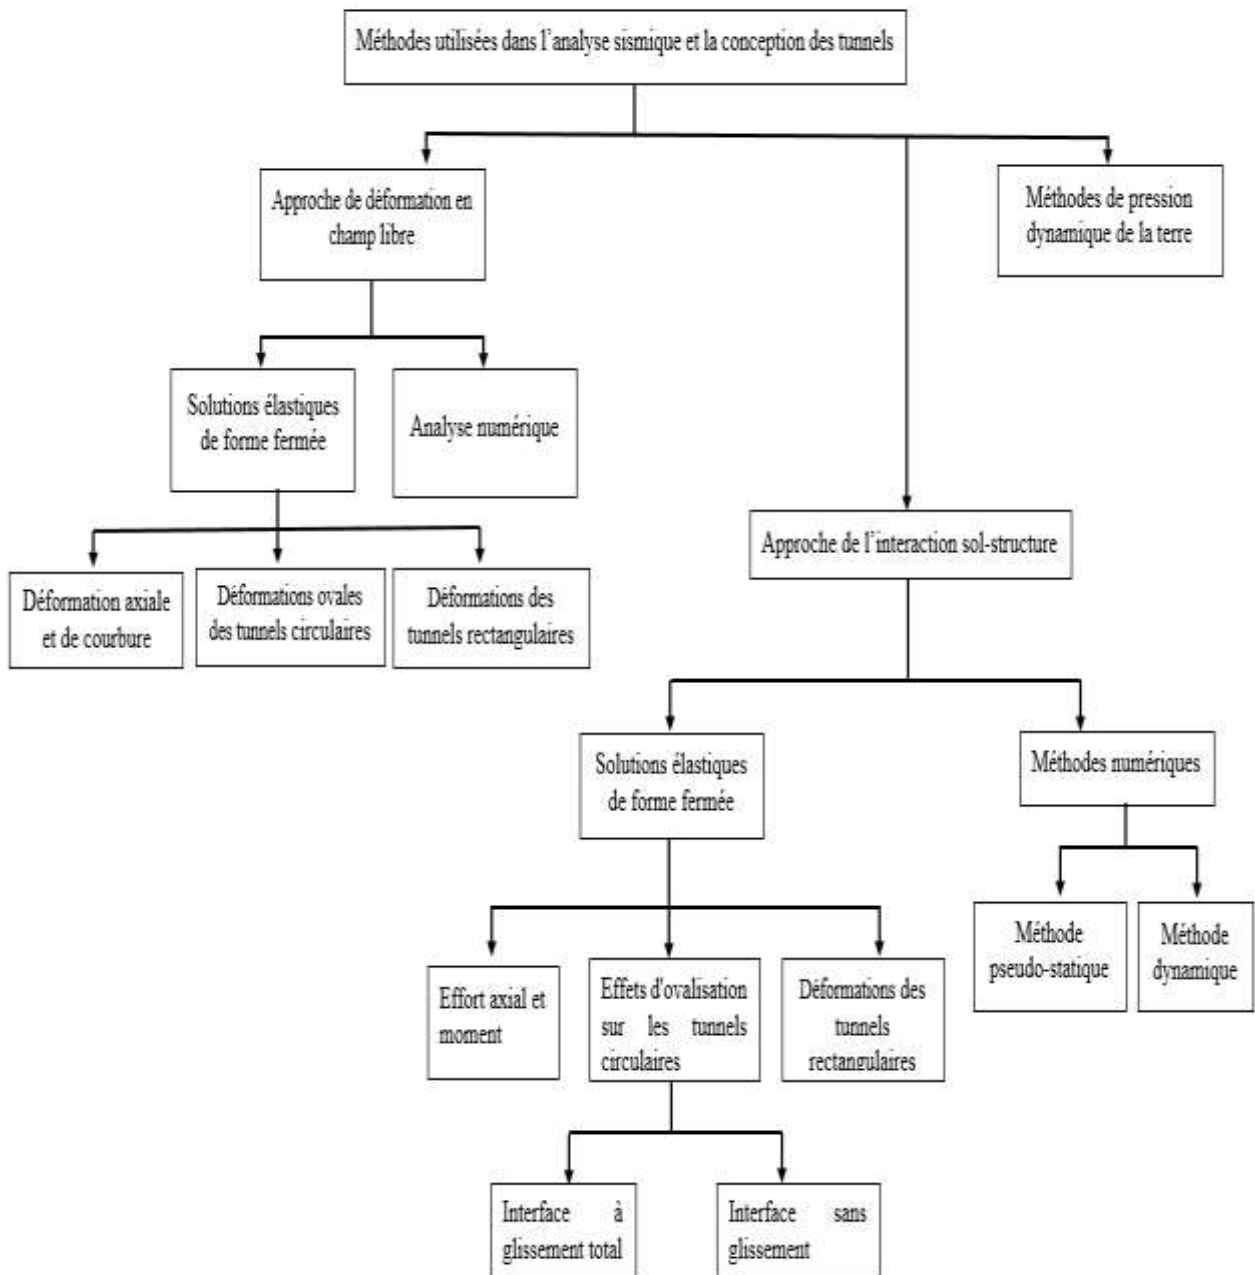 Méthodes utilisées dans l'analyse sismique et la conception des tunnels
Approche de déformation en
champ libre
Méthodes de pression
dynamique de la terre
Solutions élastiques
de forme fermée
Analyse numérique
Approche de l'interaction sol-structure
Déformation axiale
et de courbure
Déformations ovales
des tunnels circulaires
Déformations des
tunnels rectangulaires
Solutions élastiques
de forme fermée
Méthodes numériques
Méthode
pseudo-statique
Méthode
dynamique
Effort axial et
moment
Effets d'ovalisation
sur les tunnels
circulaires
Déformations des
tunnels
rectangulaires
Interface à
glissement total
Interface sans
glissement